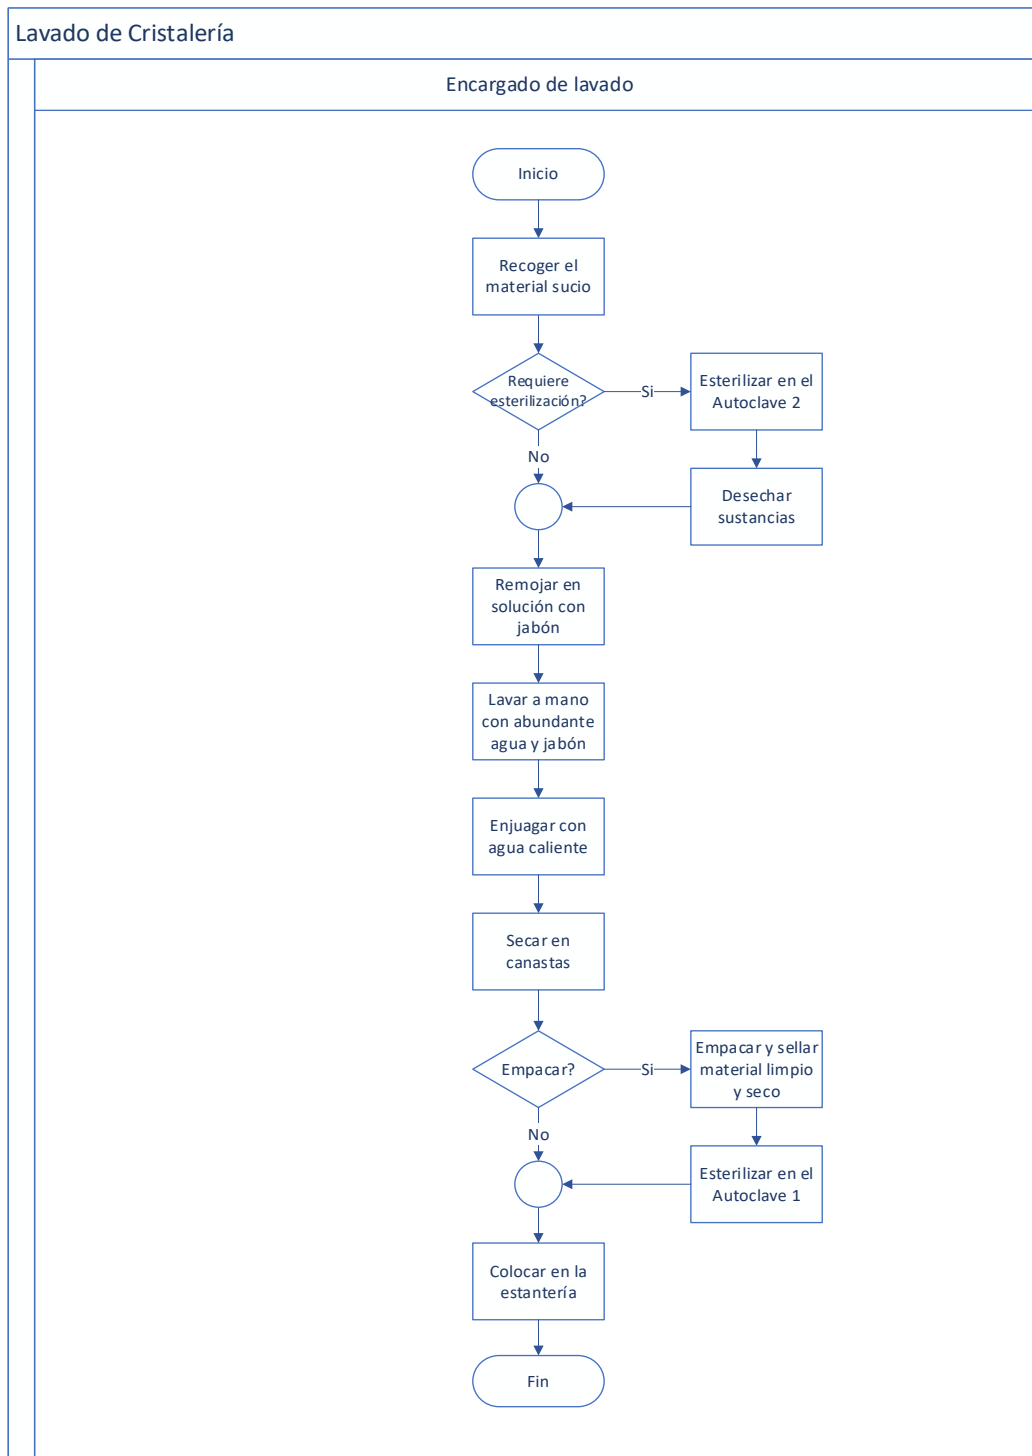 Lavado de Cristalería
Encargado de lavado
Inicio
Recoger el
material sucio
Requiere
esterilización?
Si
Esterilizar en el
Autoclave 2
No
Desechar
sustancias
Remojar en
solución con
jabón
Lavar a mano
con abundante
agua y jabón
Enjuagar con
agua caliente
Secar en
canastas
Empacar?
Si
Empacar y sellar
material limpio
y seco
No
Esterilizar en el
Autoclave 1
Colocar en la
estantería
Fin